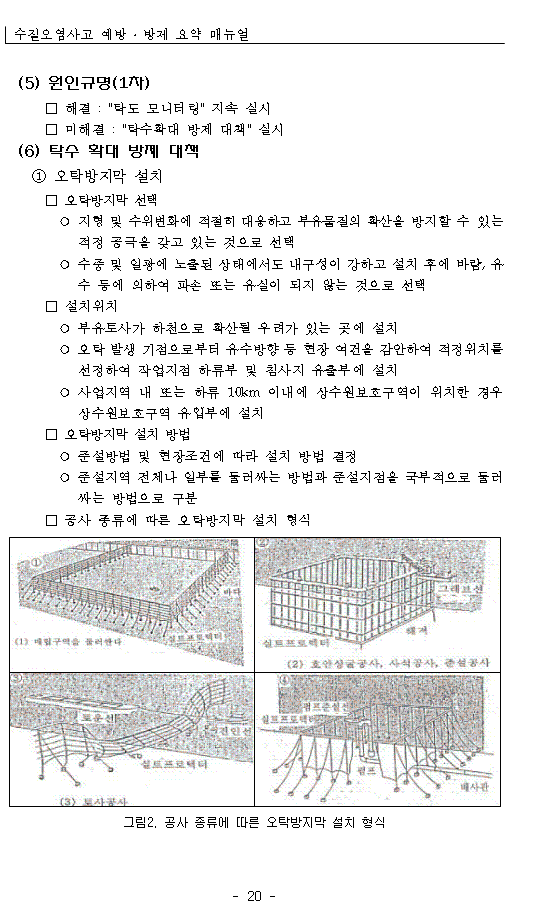 수질오염사고 예방·방제 요약 매뉴얼
(5) 원인규명(1차)
□ 해결 : "탁도 모니터링" 지속 실시
□ 미해결 : "탁수확대 방제 대책" 실시
(6) 탁수 확대 방제 대책
① 오탁방지막 설치
□ 오탁방지막 선택
○ 지형 및 수위변화에 적절히 대응하고 부유물질의 확산을 방지할 수 있는
적정 공극을 갖고 있는 것으로 선택
○ 수중 및 일광에 노출된 상태에서도 내구성이 강하고 설치 후에 바람, 유
수 등에 의하여 파손 또는 유실이 되지 않는 것으로 선택
□ 설치위치
○ 부유토사가 하천으로 확산될 우려가 있는 곳에 설치
○ 오탁 발생 기점으로부터 유수방향 등 현장 여건을 감안하여 적정위치를
선정하여 작업지점 하류부 및 침사지 유출부에 설치
○ 사업지역 내 또는 하류 10km 이내에 상수원보호구역이 위치한 경우
상수원보호구역 유입부에 설치
□ 오탁방지막 설치 방법
○ 준설방법 및 현장조건에 따라 설치 방법 결정
○ 준설지역 전체나 일부를 둘러싸는 방법과 준설지점을 국부적으로 둘러
싸는 방법으로 구분
□ 공사 종류에 따른 오탁방지막 설치 형식
①
바다
실트프로텍터
(1) 매립구역을 둘러친다
그래브선
해저
실트프로텍터
(2) 호안상굴공사, 사석공사, 준설공사
토운선
견인선
실트프로텍터
(3) 토사공사
④
펌프준설선
실트프로텍터
펌프
배사관
그림2. 공사 종류에 따른 오탁방지막 설치 형식
- 20 -